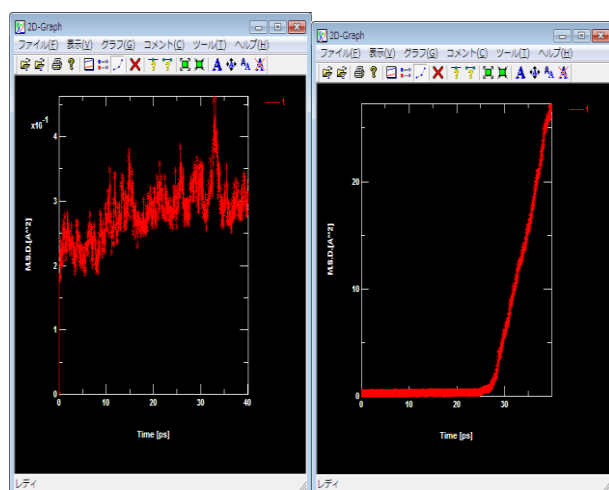 2D-Graph
ファイル(F) 表示(V) グラフ(G) コメント(C) ツール(T) ヘルプ(H)
x10^-1
1
4
3
2
1
0
M.S.D.[A**2]
0 10 20 30 40
Time [ps]
レディ
2D-Graph
ファイル(F) 表示(V) グラフ(G) コメント(C) ツール(T) ヘルプ(H)
1
20
10
0
M.S.D.[A**2]
0 10 20 30
Time [ps]
レディ